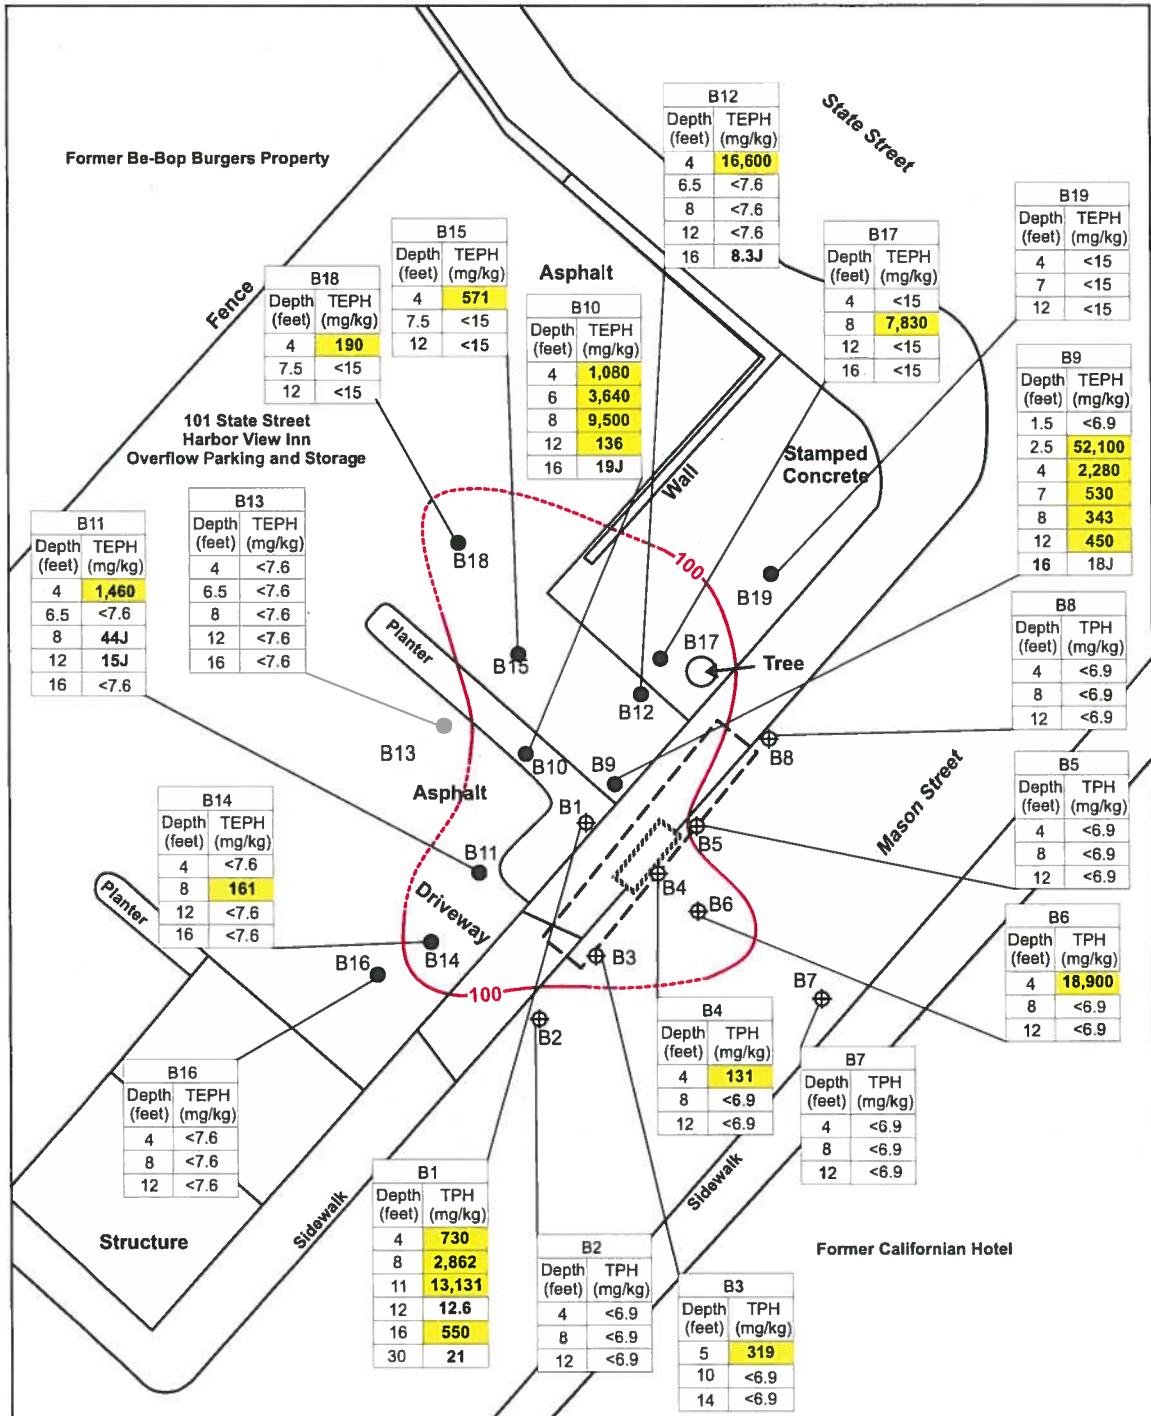 State Street
Former Be-Bop Burgers Property
Fence
B12
Depth (feet) TEPH (mg/kg)
4 16,600
6.5 <7.6
8 <7.6
12 <7.6
16 8.3J
B19
Depth (feet) TEPH (mg/kg)
4 <15
7 <15
12 <15
B15
Depth (feet) TEPH (mg/kg)
4 571
7.5 <15
12 <15
Asphalt
B17
Depth (feet) TEPH (mg/kg)
4 <15
8 7,830
12 <15
16 <15
B18
Depth (feet) TEPH (mg/kg)
4 190
7.5 <15
12 <15
B10
Depth (feet) TEPH (mg/kg)
4 1,080
6 3,640
8 9,500
12 136
16 19J
B9
Depth (feet) TEPH (mg/kg)
1.5 <6.9
2.5 52,100
4 2,280
7 530
8 343
12 450
16 18J
101 State Street
Harbor View Inn
Overflow Parking and Storage
Stamped
Concrete
Wall
B13
Depth (feet) TEPH (mg/kg)
4 <7.6
6.5 <7.6
8 <7.6
12 <7.6
16 <7.6
B11
Depth (feet) TEPH (mg/kg)
4 1,460
6.5 <7.6
8 44J
12 15J
16 <7.6
B18
100
B19
B8
Depth (feet) TPH (mg/kg)
4 <6.9
8 <6.9
12 <6.9
Planter
B15
B17
Tree
B12
B13
B10
B9
B8
Mason Street
B5
Depth (feet) TPH (mg/kg)
4 <6.9
8 <6.9
12 <6.9
B14
Depth (feet) TEPH (mg/kg)
4 <7.6
8 161
12 <7.6
16 <7.6
Asphalt
B1
B5
B11
B4
Planter
Driveway
B6
B6
Depth (feet) TPH (mg/kg)
4 18,900
8 <6.9
12 <6.9
B14
B16
B3
100
B7
B2
B4
Depth (feet) TPH (mg/kg)
4 131
8 <6.9
12 <6.9
B7
Depth (feet) TPH (mg/kg)
4 <6.9
8 <6.9
12 <6.9
B16
Depth (feet) TEPH (mg/kg)
4 <7.6
8 <7.6
12 <7.6
B1
Depth (feet) TPH (mg/kg)
4 730
8 2,862
11 13,131
12 12.6
16 550
30 21
Sidewalk
Sidewalk
Structure
B2
Depth (feet) TPH (mg/kg)
4 <6.9
8 <6.9
12 <6.9
Former Californian Hotel
B3
Depth (feet) TPH (mg/kg)
5 319
10 <6.9
14 <6.9